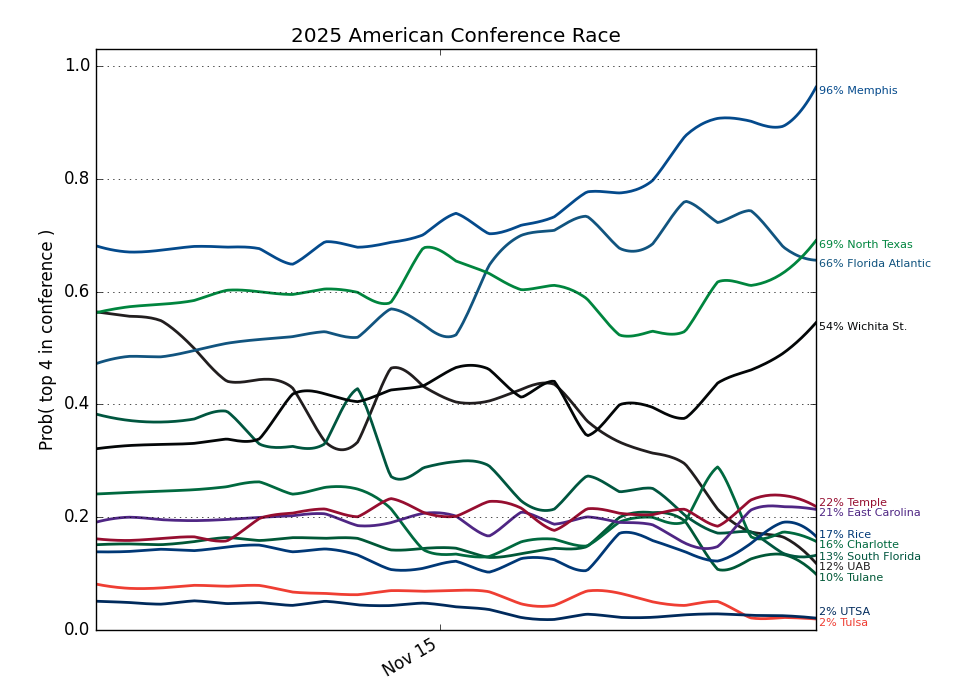 2025 American Conference Race
Prob( top 4 in conference )
1.0
0.8
0.6
0.4
0.2
0.0
Nov 15
96% Memphis
69% North Texas
66% Florida Atlantic
54% Wichita St.
22% Temple
21% East Carolina
17% Rice
16% Charlotte
13% South Florida
12% UAB
10% Tulane
2% UTSA
2% Tulsa